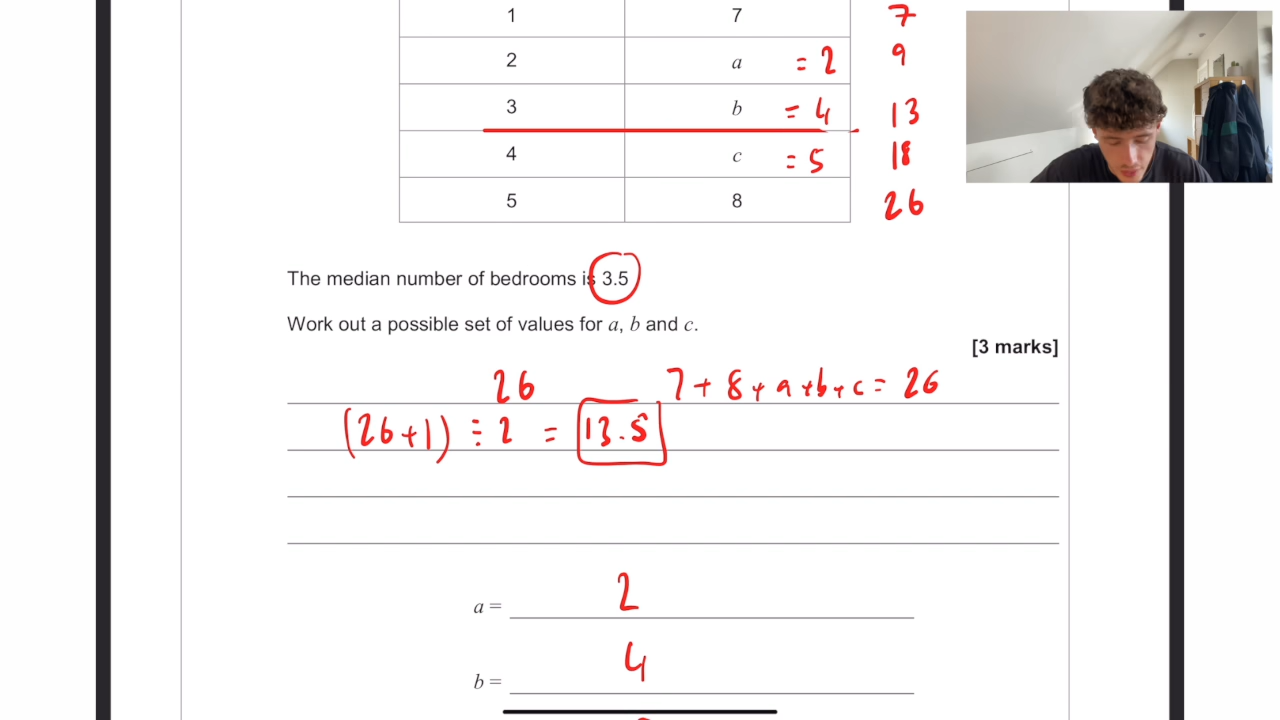 1 7 7
2 a = 2 9
3 b = 4 13
4 c = 5 18
5 8 26
The median number of bedrooms is 3.5
Work out a possible set of values for a, b and c.
[3 marks]
26 7 + 8 + a + b + c = 26
(26 + 1) ÷ 2 = 13.5
a = 2
b = 4